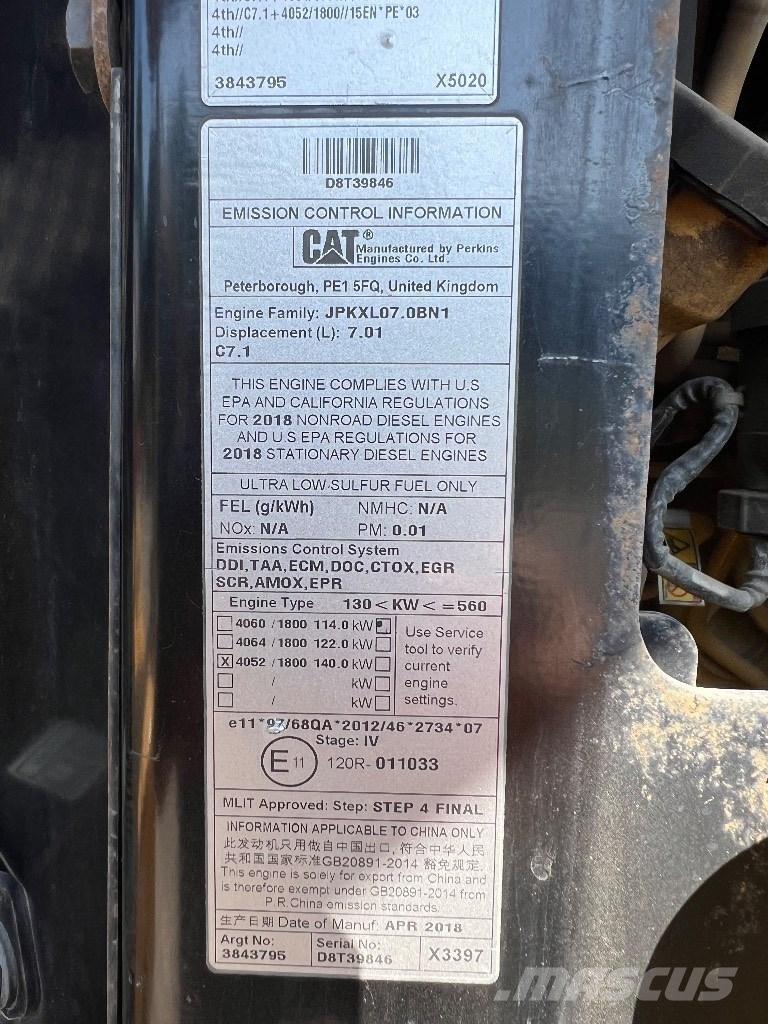 4th//C7.1+4052/1800//15EN*PE*03
4th//
4th//
3843795 X5020
D8T39846
EMISSION CONTROL INFORMATION
CAT® Manufactured by Perkins
Engines Co. Ltd.
Peterborough, PE1 5FQ, United Kingdom
Engine Family: JPKXL07.0BN1
Displacement (L): 7.01
C7.1
THIS ENGINE COMPLIES WITH U.S
EPA AND CALIFORNIA REGULATIONS
FOR 2018 NONROAD DIESEL ENGINES
AND U.S EPA REGULATIONS FOR
2018 STATIONARY DIESEL ENGINES
ULTRA LOW SULFUR FUEL ONLY
FEL (g/kWh) NMHC: N/A
NOx: N/A PM: 0.01
Emissions Control System
DDI,TAA,ECM,DOC,CTOX,EGR
SCR,AMOX,EPR
Engine Type 130 < KW < =560
4060 /1800 114.0 kW
4064 /1800 122.0 kW
X 4052 /1800 140.0 kW
/ kW
/ kW
Use Service
tool to verify
current
engine
settings.
e11*97/68QA*2012/46*2734*07
Stage: IV
E 11 120R- 011033
MLIT Approved: Step: STEP 4 FINAL
INFORMATION APPLICABLE TO CHINA ONLY
此发动机只用做自中国出口,符合中华人民
共和国国家标准GB20891-2014 豁免规定.
This engine is solely for export from China and
is therefore exempt under GB20891-2014 from
P.R.China emission standards.
生产日期 Date of Manuf: APR 2018
Argt No: Serial No:
3843795 D8T39846 X3397
MASCUS